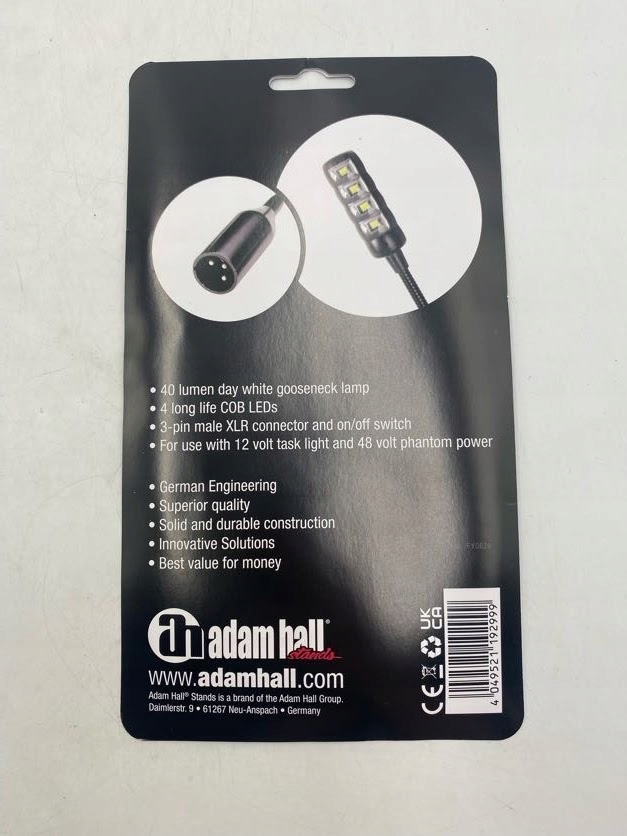 • 40 lumen day white gooseneck lamp
• 4 long life COB LEDs
• 3-pin male XLR connector and on/off switch
• For use with 12 volt task light and 48 volt phantom power
• German Engineering
• Superior quality
• Solid and durable construction
• Innovative Solutions
• Best value for money
ah adam hall®
stands
www.adamhall.com
Adam Hall® Stands is a brand of the Adam Hall Group.
Daimlerstr. 9 • 61267 Neu-Anspach • Germany
CE
UK
CA
4 049521 192999